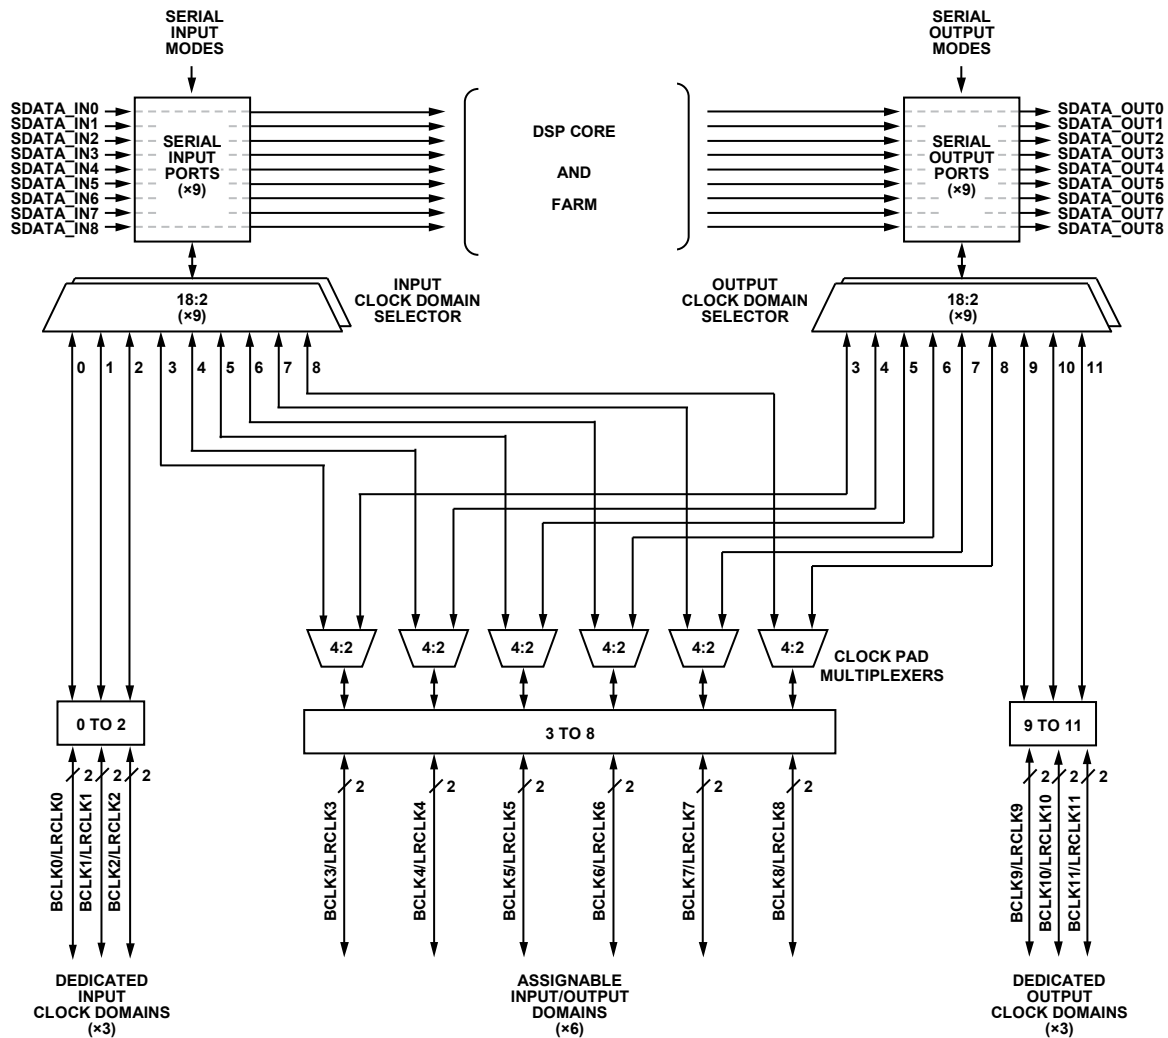 SERIAL
INPUT
MODES
SERIAL
OUTPUT
MODES
SDATA_IN0
SDATA_IN1
SDATA_IN2
SDATA_IN3
SDATA_IN4
SDATA_IN5
SDATA_IN6
SDATA_IN7
SDATA_IN8
SERIAL
INPUT
PORTS
(×9)
DSP CORE
AND
FARM
SERIAL
OUTPUT
PORTS
(×9)
SDATA_OUT0
SDATA_OUT1
SDATA_OUT2
SDATA_OUT3
SDATA_OUT4
SDATA_OUT5
SDATA_OUT6
SDATA_OUT7
SDATA_OUT8
18:2
(×9)
INPUT
CLOCK DOMAIN
SELECTOR
OUTPUT
CLOCK DOMAIN
SELECTOR
18:2
(×9)
0 1 2 3 4 5 6 7 8
3 4 5 6 7 8 9 10 11
4:2 4:2 4:2 4:2 4:2 4:2
CLOCK PAD
MULTIPLEXERS
0 TO 2
3 TO 8
9 TO 11
2 2 2
2 2 2 2 2 2
2 2 2
BCLK0/LRCLK0
BCLK1/LRCLK1
BCLK2/LRCLK2
BCLK3/LRCLK3
BCLK4/LRCLK4
BCLK5/LRCLK5
BCLK6/LRCLK6
BCLK7/LRCLK7
BCLK8/LRCLK8
BCLK9/LRCLK9
BCLK10/LRCLK10
BCLK11/LRCLK11
DEDICATED
INPUT
CLOCK DOMAINS
(×3)
ASSIGNABLE
INPUT/OUTPUT
DOMAINS
(×6)
DEDICATED
OUTPUT
CLOCK DOMAINS
(×3)